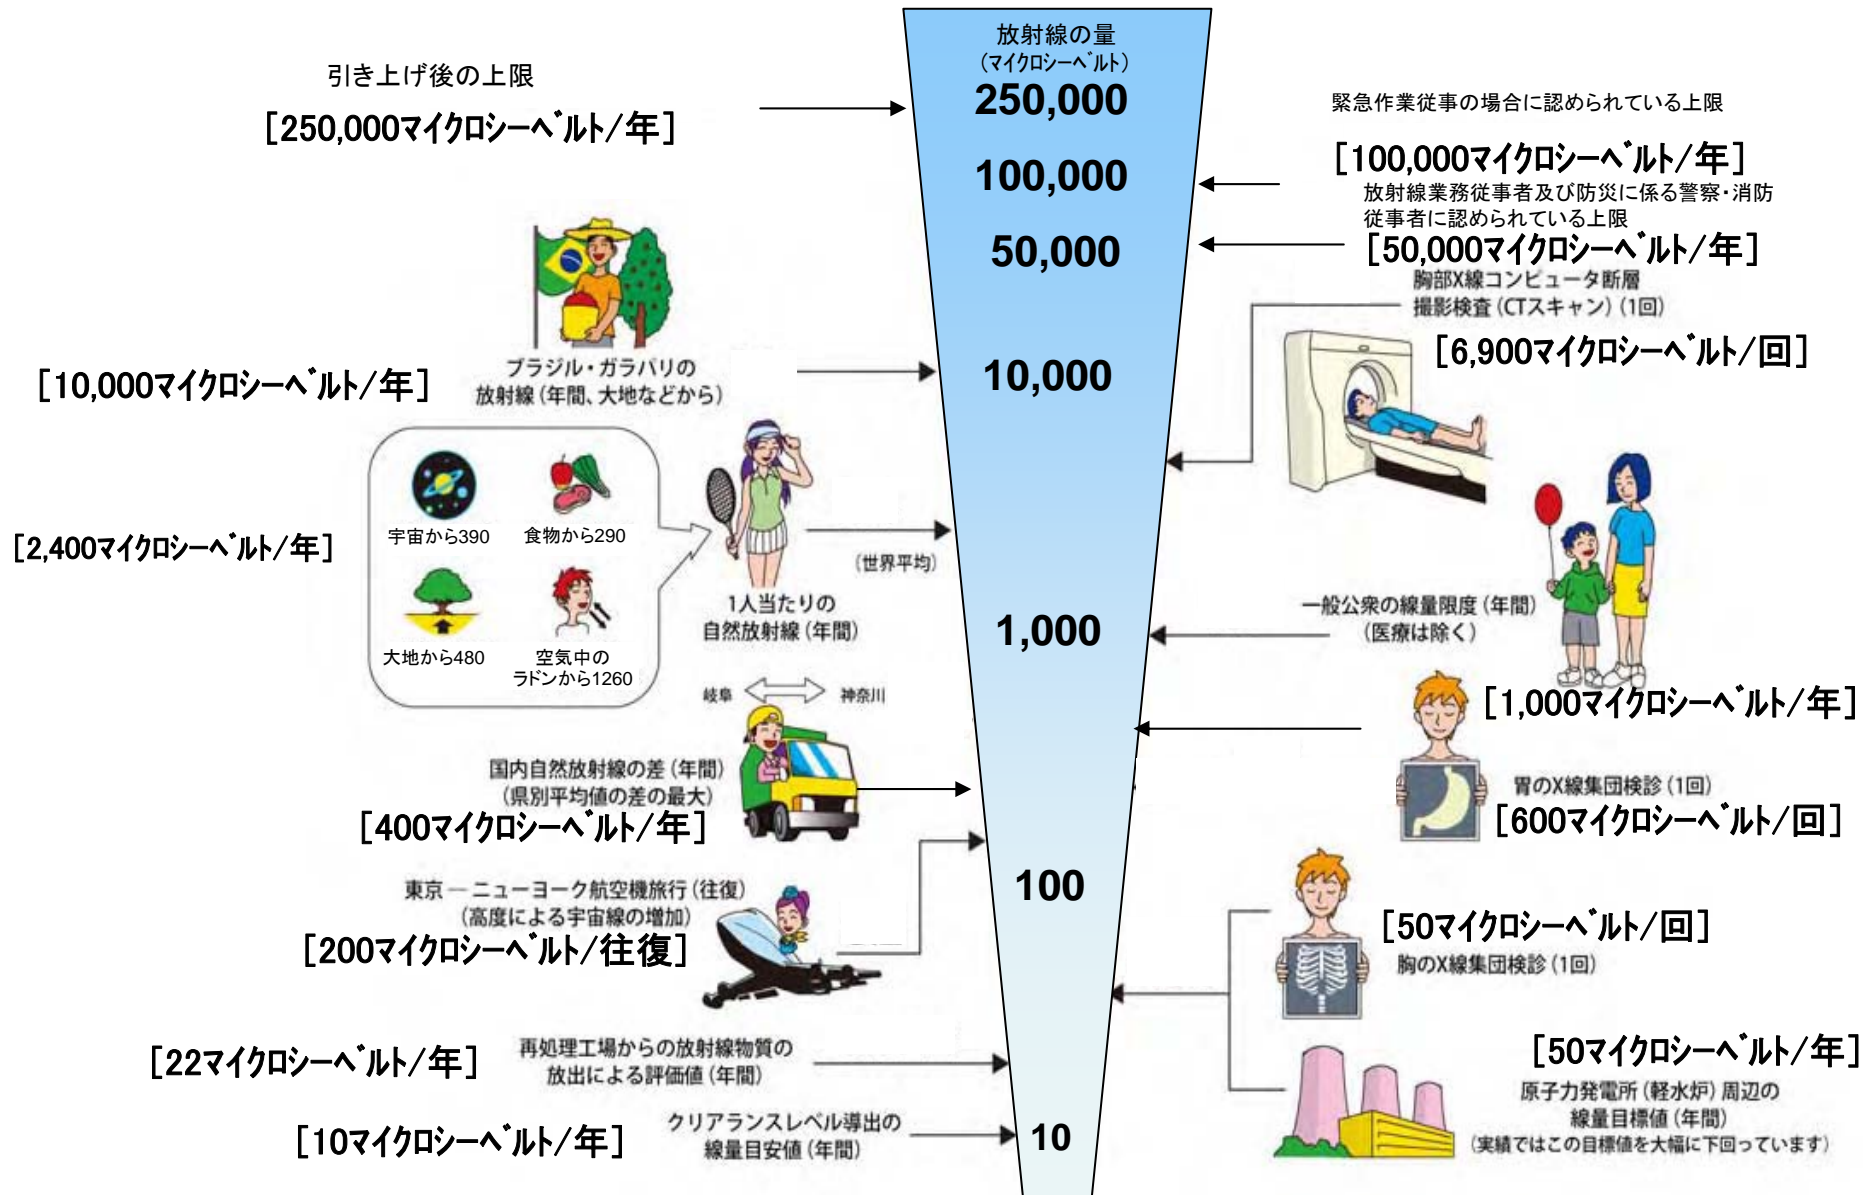 放射線の量
(マイクロシーベルト)
250,000
100,000
50,000
10,000
1,000
100
10
引き上げ後の上限
[250,000マイクロシーベルト/年]
ブラジル・ガラパリの
放射線(年間、大地などから)
[10,000マイクロシーベルト/年]
宇宙から390
食物から290
大地から480
空気中の
ラドンから1260
[2,400マイクロシーベルト/年]
(世界平均)
1人当たりの
自然放射線(年間)
岐阜
神奈川
国内自然放射線の差(年間)
(県別平均値の差の最大)
[400マイクロシーベルト/年]
東京ーニューヨーク航空機旅行(往復)
(高度による宇宙線の増加)
[200マイクロシーベルト/往復]
再処理工場からの放射線物質の
放出による評価値(年間)
[22マイクロシーベルト/年]
クリアランスレベル導出の
線量目安値(年間)
[10マイクロシーベルト/年]
緊急作業従事の場合に認められている上限
[100,000マイクロシーベルト/年]
放射線業務従事者及び防災に係る警察・消防
従事者に認められている上限
[50,000マイクロシーベルト/年]
胸部X線コンピュータ断層
撮影検査(CTスキャン)(1回)
[6,900マイクロシーベルト/回]
一般公衆の線量限度(年間)
(医療は除く)
[1,000マイクロシーベルト/年]
胃のX線集団検診(1回)
[600マイクロシーベルト/回]
[50マイクロシーベルト/回]
胸のX線集団検診(1回)
[50マイクロシーベルト/年]
原子力発電所(軽水炉)周辺の
線量目標値(年間)
(実績ではこの目標値を大幅に下回っています)